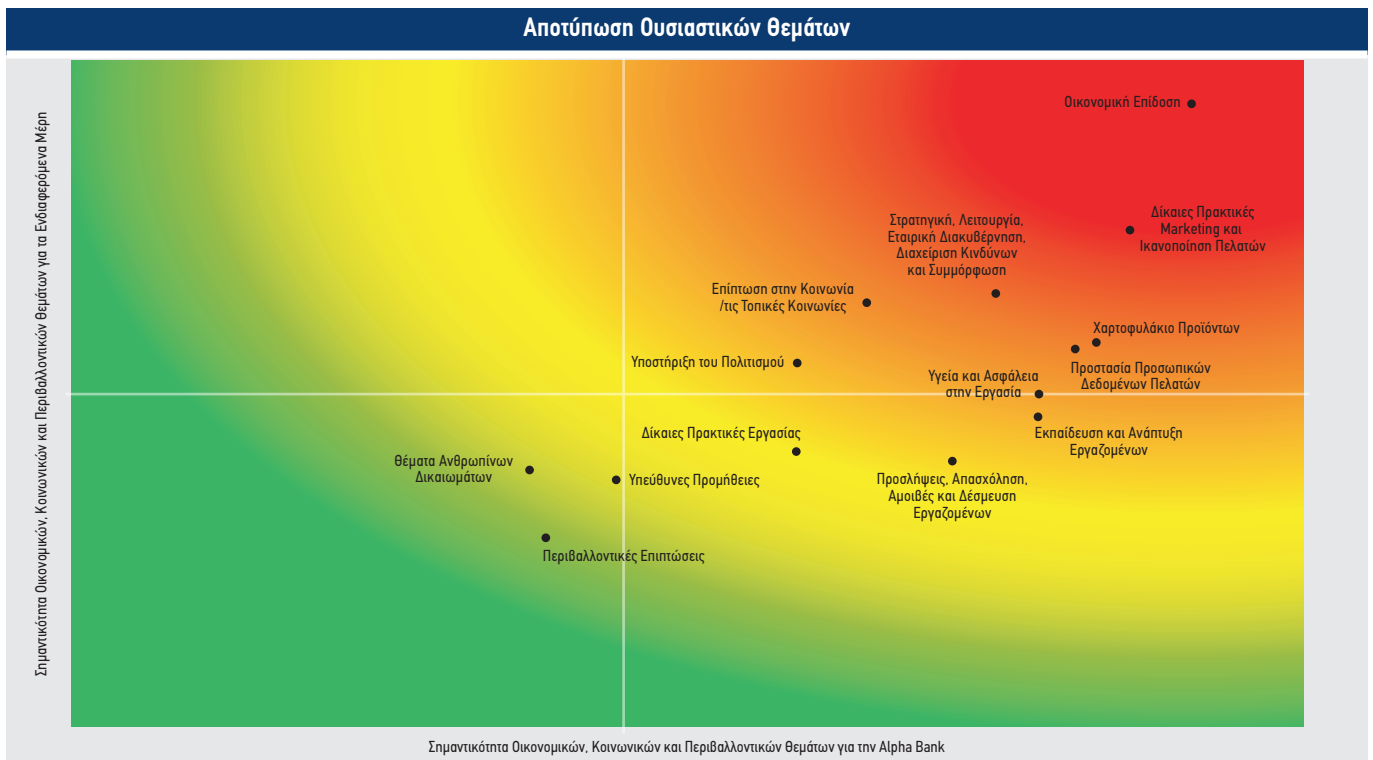 Αποτύπωση Ουσιαστικών Θεμάτων
Σημαντικότητα Οικονομικών, Κοινωνικών και Περιβαλλοντικών Θεμάτων για τα Ενδιαφερόμενα Μέρη
Οικονομική Επίδοση
Δίκαιες Πρακτικές
Marketing και
Ικανοποίηση Πελατών
Στρατηγική, Λειτουργία,
Εταιρική Διακυβέρνηση,
Διαχείριση Κινδύνων
και Συμμόρφωση
Επίπτωση στην Κοινωνία
/τις Τοπικές Κοινωνίες
Χαρτοφυλάκιο Προϊόντων
Προστασία Προσωπικών
Δεδομένων Πελατών
Υποστήριξη του Πολιτισμού
Υγεία και Ασφάλεια
στην Εργασία
Εκπαίδευση και Ανάπτυξη
Εργαζομένων
Δίκαιες Πρακτικές Εργασίας
Θέματα Ανθρωπίνων
Δικαιωμάτων
Υπεύθυνες Προμήθειες
Προσλήψεις, Απασχόληση,
Αμοιβές και Δέσμευση
Εργαζομένων
Περιβαλλοντικές Επιπτώσεις
Σημαντικότητα Οικονομικών, Κοινωνικών και Περιβαλλοντικών Θεμάτων για την Alpha Bank